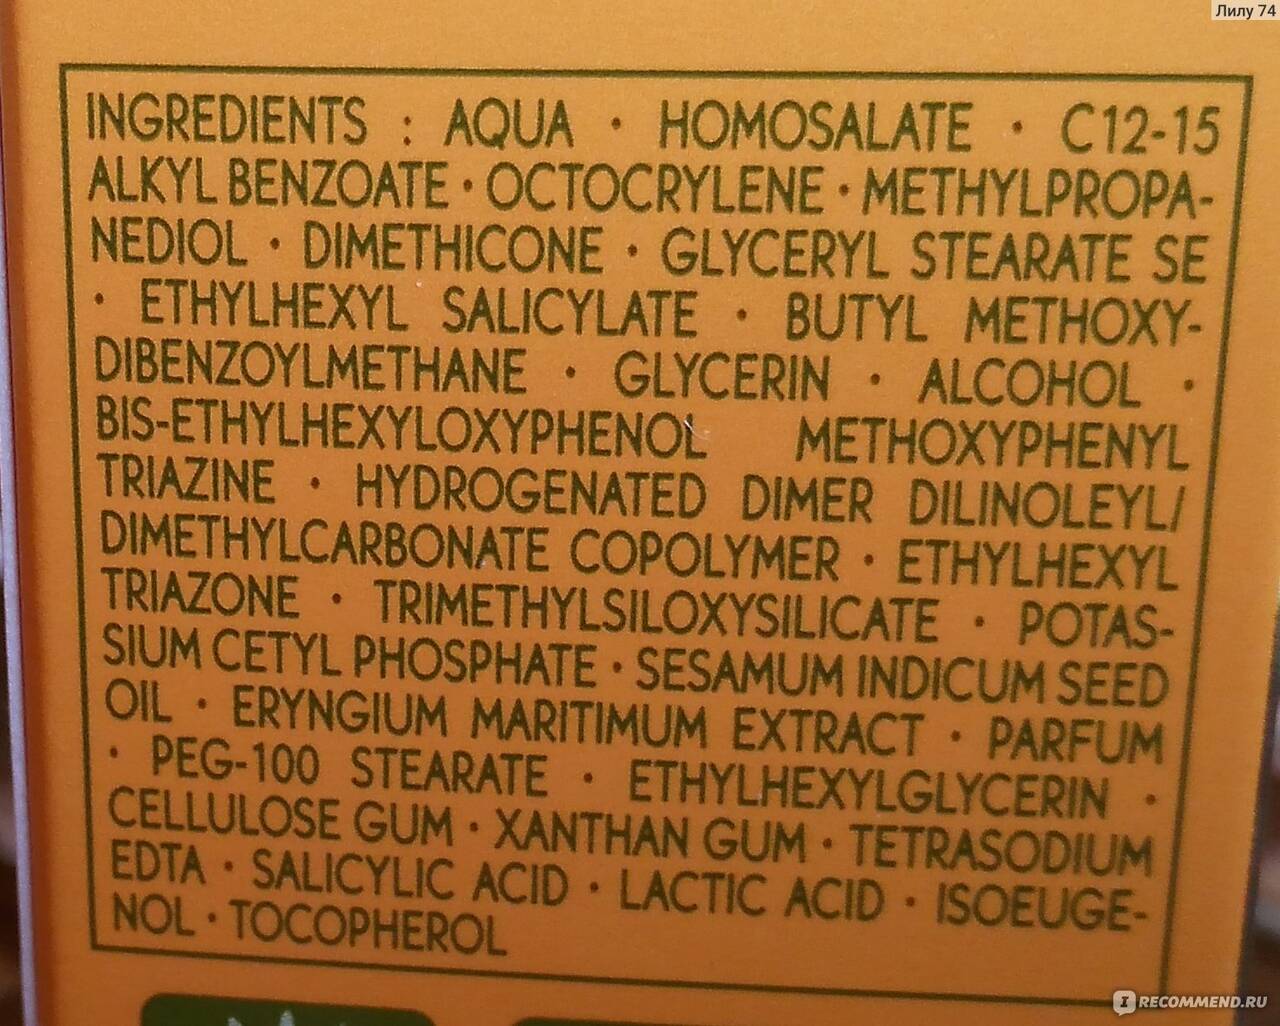 Лилу 74
INGREDIENTS : AQUA · HOMOSALATE · C12-15
ALKYL BENZOATE · OCTOCRYLENE · METHYLPROPA-
NEDIOL · DIMETHICONE · GLYCERYL STEARATE SE
· ETHYLHEXYL SALICYLATE · BUTYL METHOXY-
DIBENZOYLMETHANE · GLYCERIN · ALCOHOL ·
BIS-ETHYLHEXYLOXYPHENOL METHOXYPHENYL
TRIAZINE · HYDROGENATED DIMER DILINOLEYL/
DIMETHYLCARBONATE COPOLYMER · ETHYLHEXYL
TRIAZONE · TRIMETHYLSILOXYSILICATE · POTAS-
SIUM CETYL PHOSPHATE · SESAMUM INDICUM SEED
OIL · ERYNGIUM MARITIMUM EXTRACT · PARFUM
· PEG-100 STEARATE · ETHYLHEXYLGLYCERIN ·
CELLULOSE GUM · XANTHAN GUM · TETRASODIUM
EDTA · SALICYLIC ACID · LACTIC ACID · ISOEUGE-
NOL · TOCOPHEROL
IRECOMMEND.RU